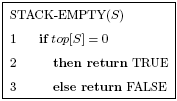 STACK-EMPTY(S)
1 if top[S] = 0
2 then return TRUE
3 else return FALSE